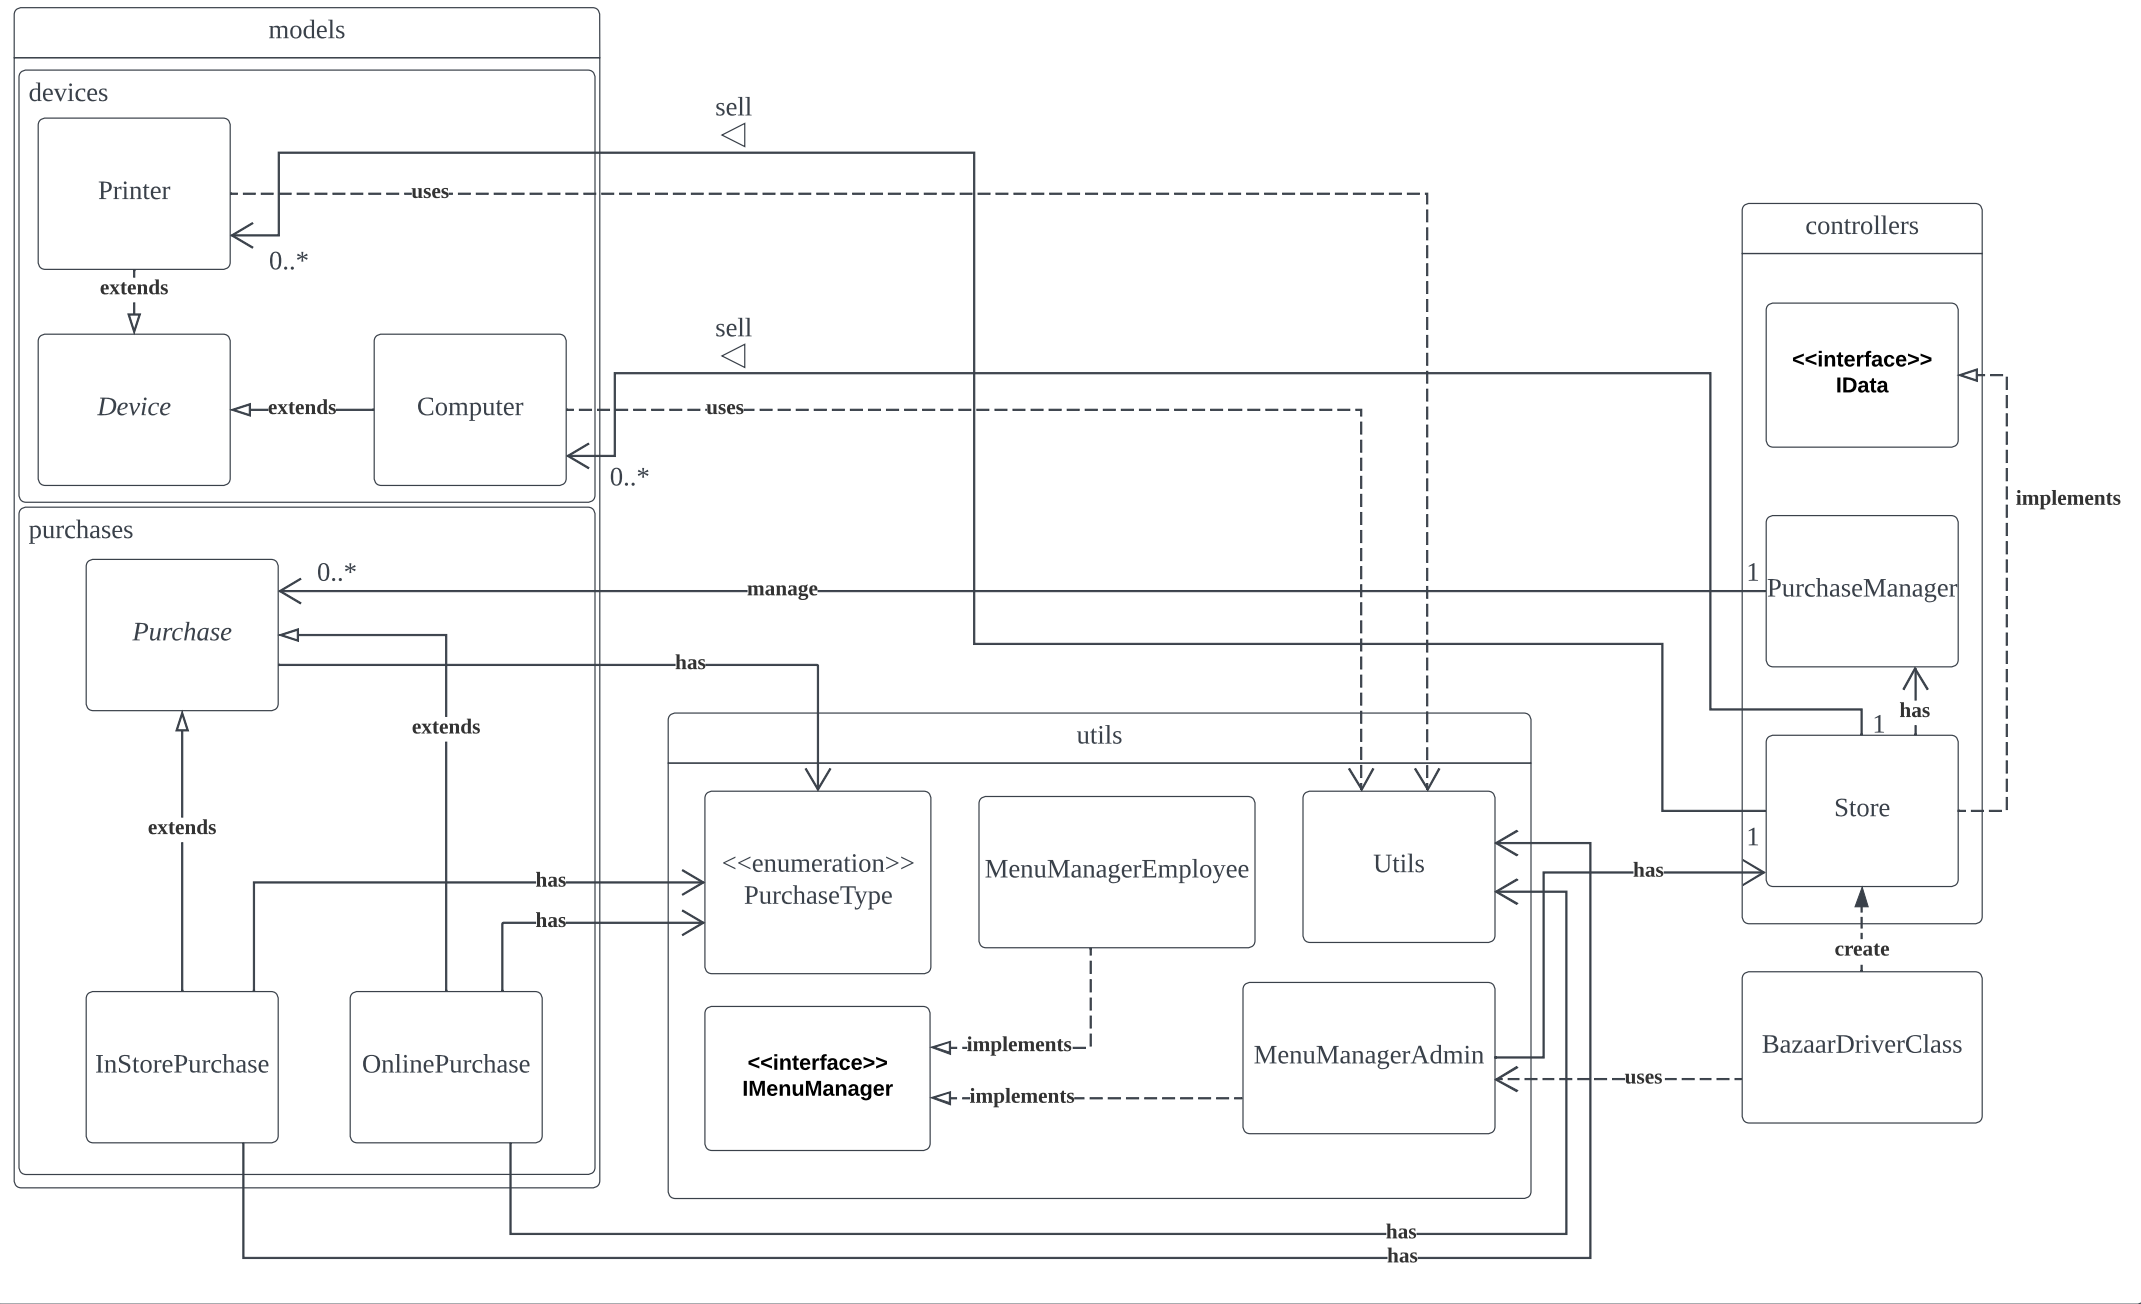 models
devices
sell
Printer
uses
0..*
extends
controllers
sell
<<interface>>
IData
Device
extends
Computer
uses
0..*
implements
purchases
0..*
manage
1
PurchaseManager
Purchase
has
extends
has
1
utils
extends
<<enumeration>>
PurchaseType
MenuManagerEmployee
Utils
Store
1
has
has
has
create
InStorePurchase
OnlinePurchase
<<interface>>
IMenuManager
implements
implements
MenuManagerAdmin
uses
BazaarDriverClass
has
has